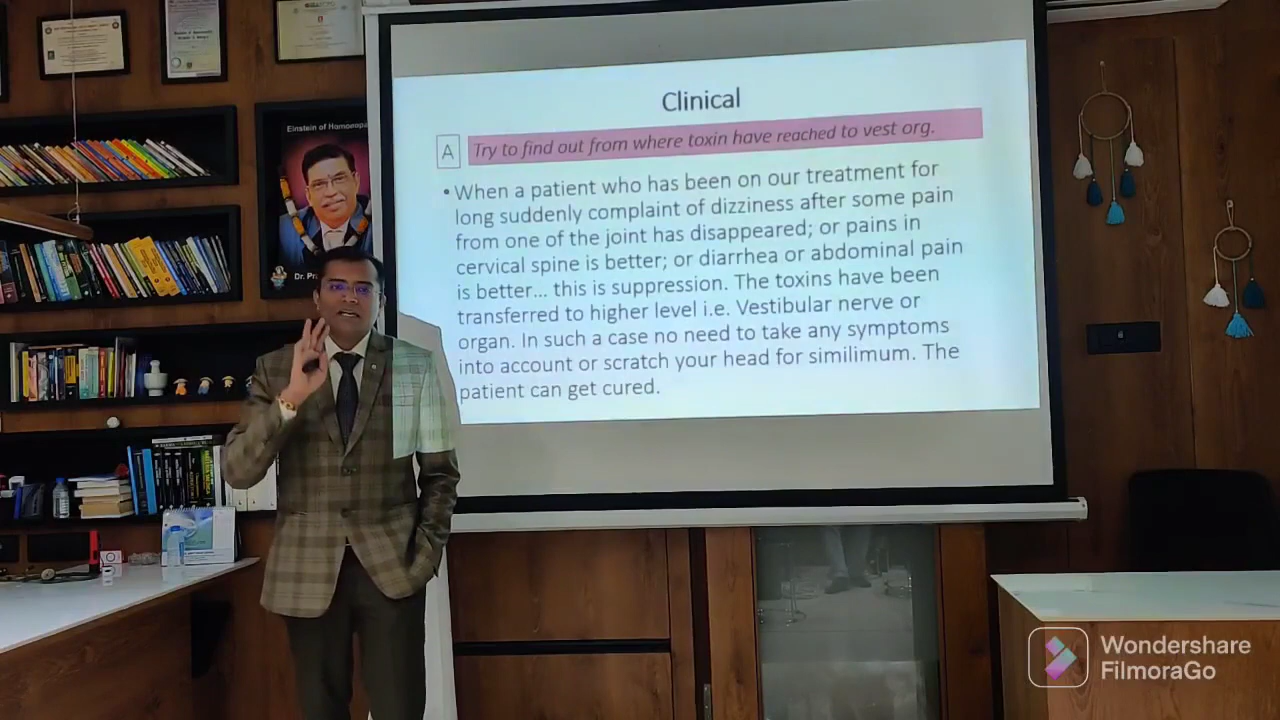 Einstein of Homoeopa
Dr. Pra
Clinical
A
Try to find out from where toxin have reached to vest org.
• When a patient who has been on our treatment for
long suddenly complaint of dizziness after some pain
from one of the joint has disappeared; or pains in
cervical spine is better; or diarrhea or abdominal pain
is better... this is suppression. The toxins have been
transferred to higher level i.e. Vestibular nerve or
organ. In such a case no need to take any symptoms
into account or scratch your head for similimum. The
patient can get cured.
Wondershare
FilmoraGo